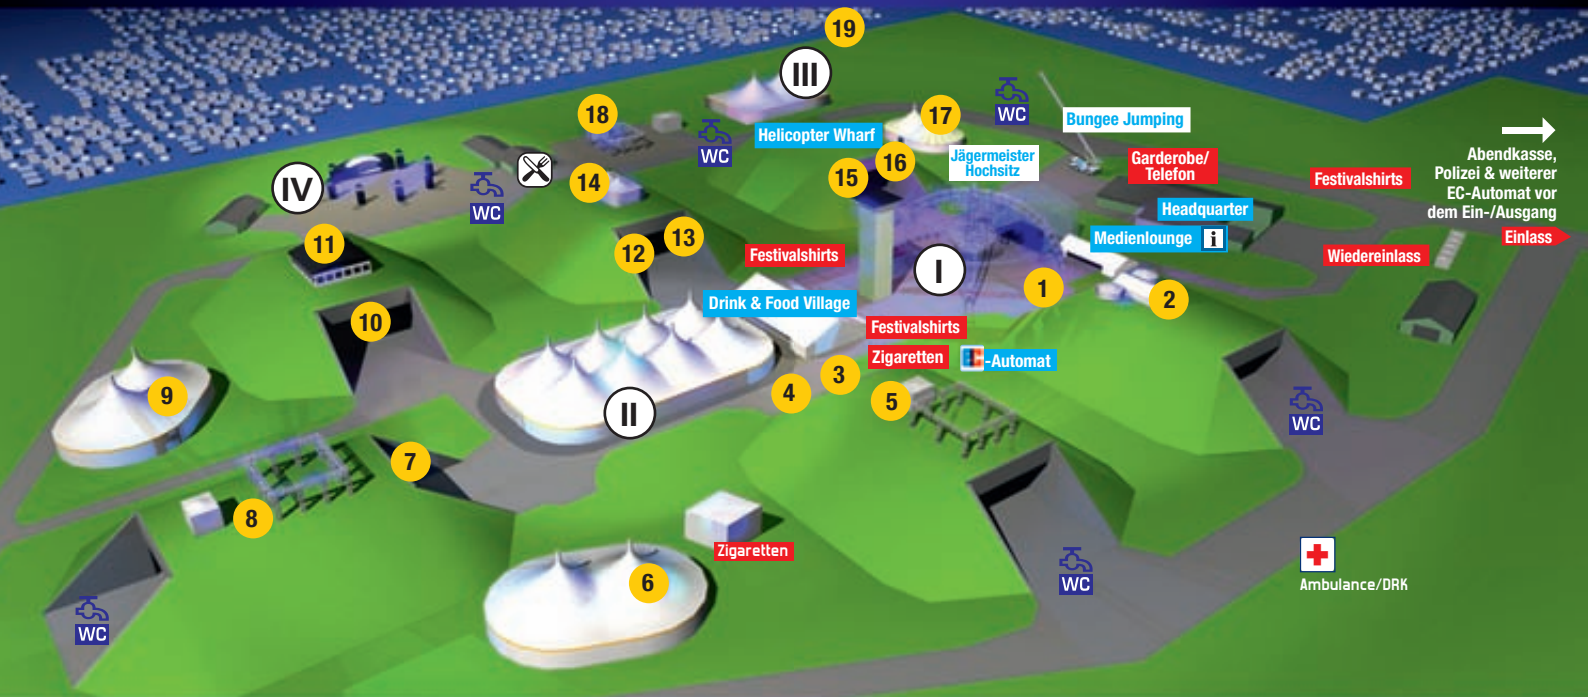 19
III
18
17
WC
Bungee Jumping
Helicopter Wharf
WC
16
Jägermeister
Hochsitz
Garderobe/
Telefon
Festivalshirts
Abendkasse,
Polizei & weiterer
EC-Automat vor
dem Ein-/Ausgang
Einlass
IV
WC
14
15
Headquarter
Medienlounge i
Wiedereinlass
11
12
13
Festivalshirts
I
1
2
10
Drink & Food Village
Festivalshirts
Zigaretten
EC-Automat
9
II
4
3
5
WC
7
8
6
Zigaretten
WC
Ambulance/DRK
WC